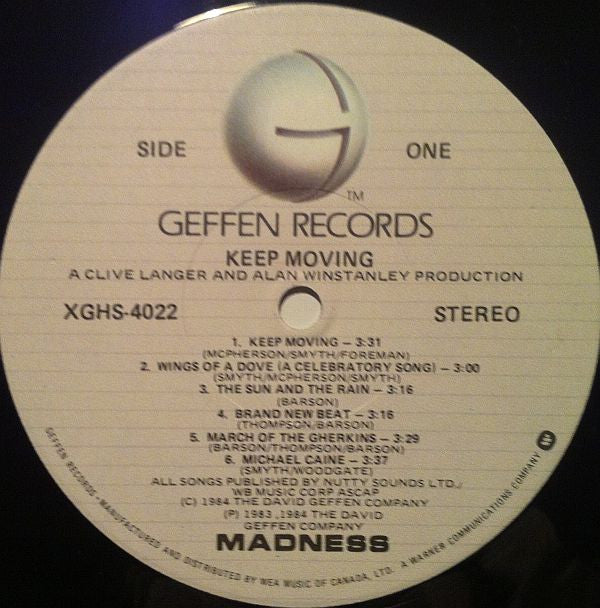 SIDE ONE
TM
GEFFEN RECORDS
KEEP MOVING
A CLIVE LANGER AND ALAN WINSTANLEY PRODUCTION
XGHS-4022 STEREO
1. KEEP MOVING – 3:31
(MCPHERSON/SMYTH/FOREMAN)
2. WINGS OF A DOVE (A CELEBRATORY SONG) – 3:00
(SMYTH/MCPHERSON/SMYTH)
3. THE SUN AND THE RAIN – 3:16
(BARSON)
4. BRAND NEW BEAT – 3:16
(THOMPSON/BARSON)
5. MARCH OF THE GHERKINS – 3:29
(BARSON/THOMPSON/BARSON)
6. MICHAEL CAINE – 3:37
(SMYTH/WOODGATE)
ALL SONGS PUBLISHED BY NUTTY SOUNDS LTD./
WB MUSIC CORP ASCAP
(C) 1984 THE DAVID GEFFEN COMPANY
(P) 1983 ,1984 THE DAVID
GEFFEN COMPANY
MADNESS
GEFFEN RECORDS • MANUFACTURED AND DISTRIBUTED BY WEA MUSIC OF CANADA, LTD. A WARNER COMMUNICATIONS COMPANY